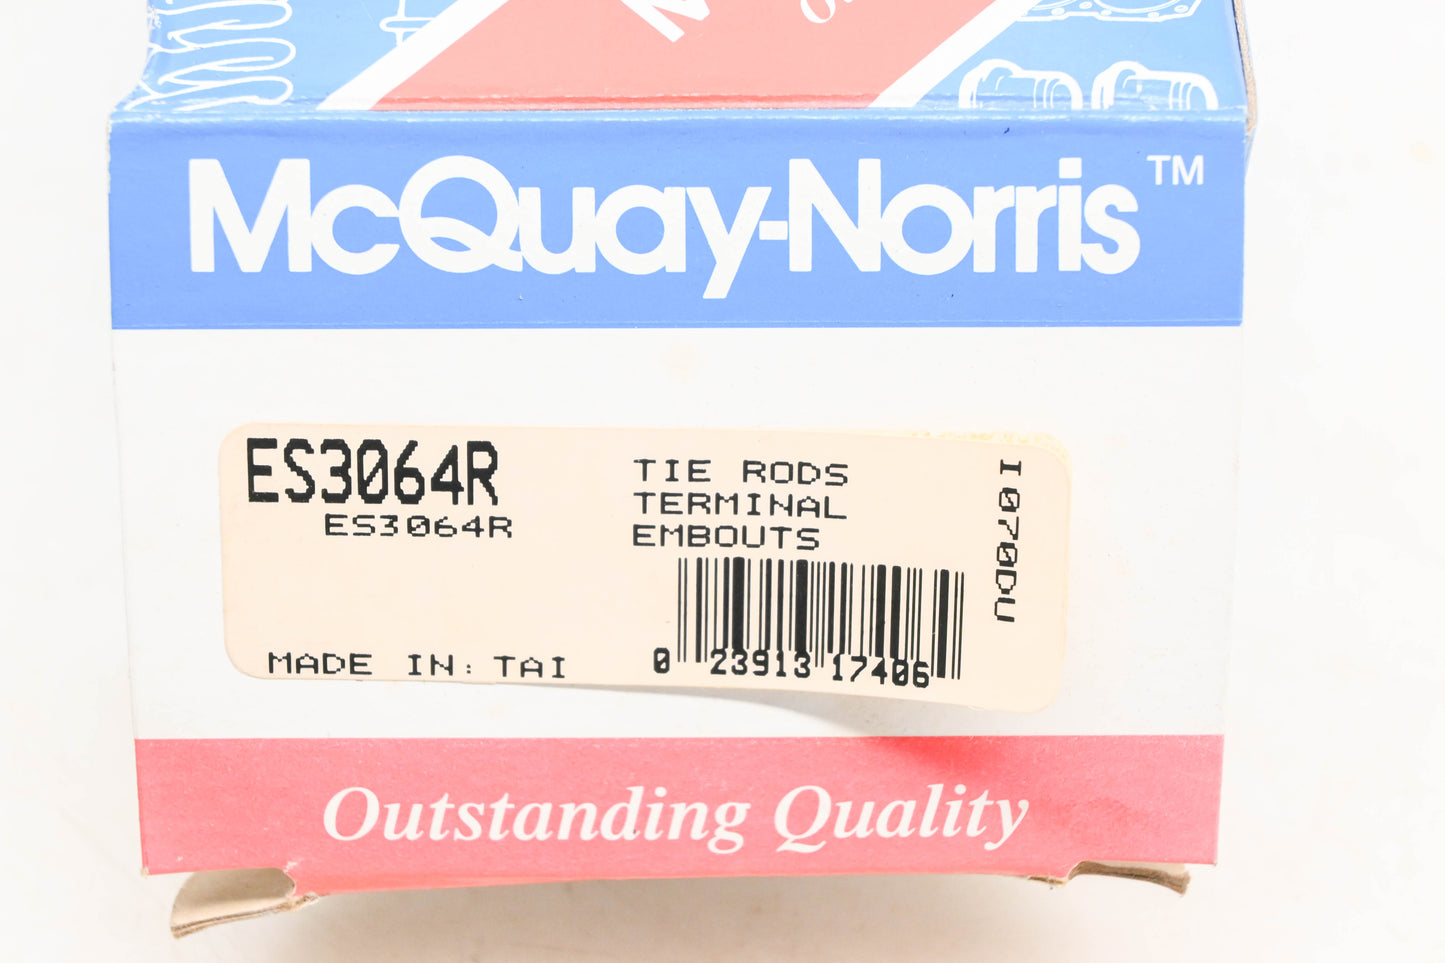 McQuay-Norris™
ES3064R
ES3064R
TIE RODS
TERMINAL
EMBOUTS
I070DU
MADE IN: TAI
0 23913 17406
Outstanding Quality